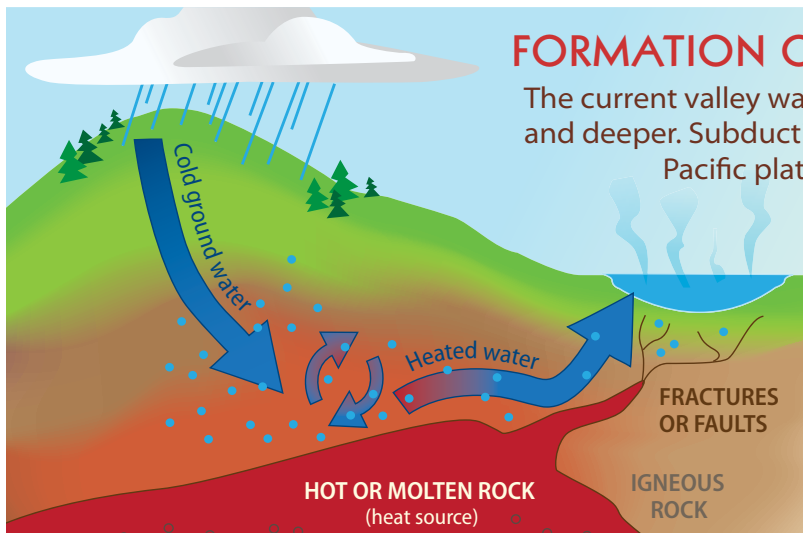 FORMATION O
The current valley wa
and deeper. Subduct
Pacific plat
Cold ground water
Heated water
FRACTURES
OR FAULTS
HOT OR MOLTEN ROCK
(heat source)
IGNEOUS
ROCK